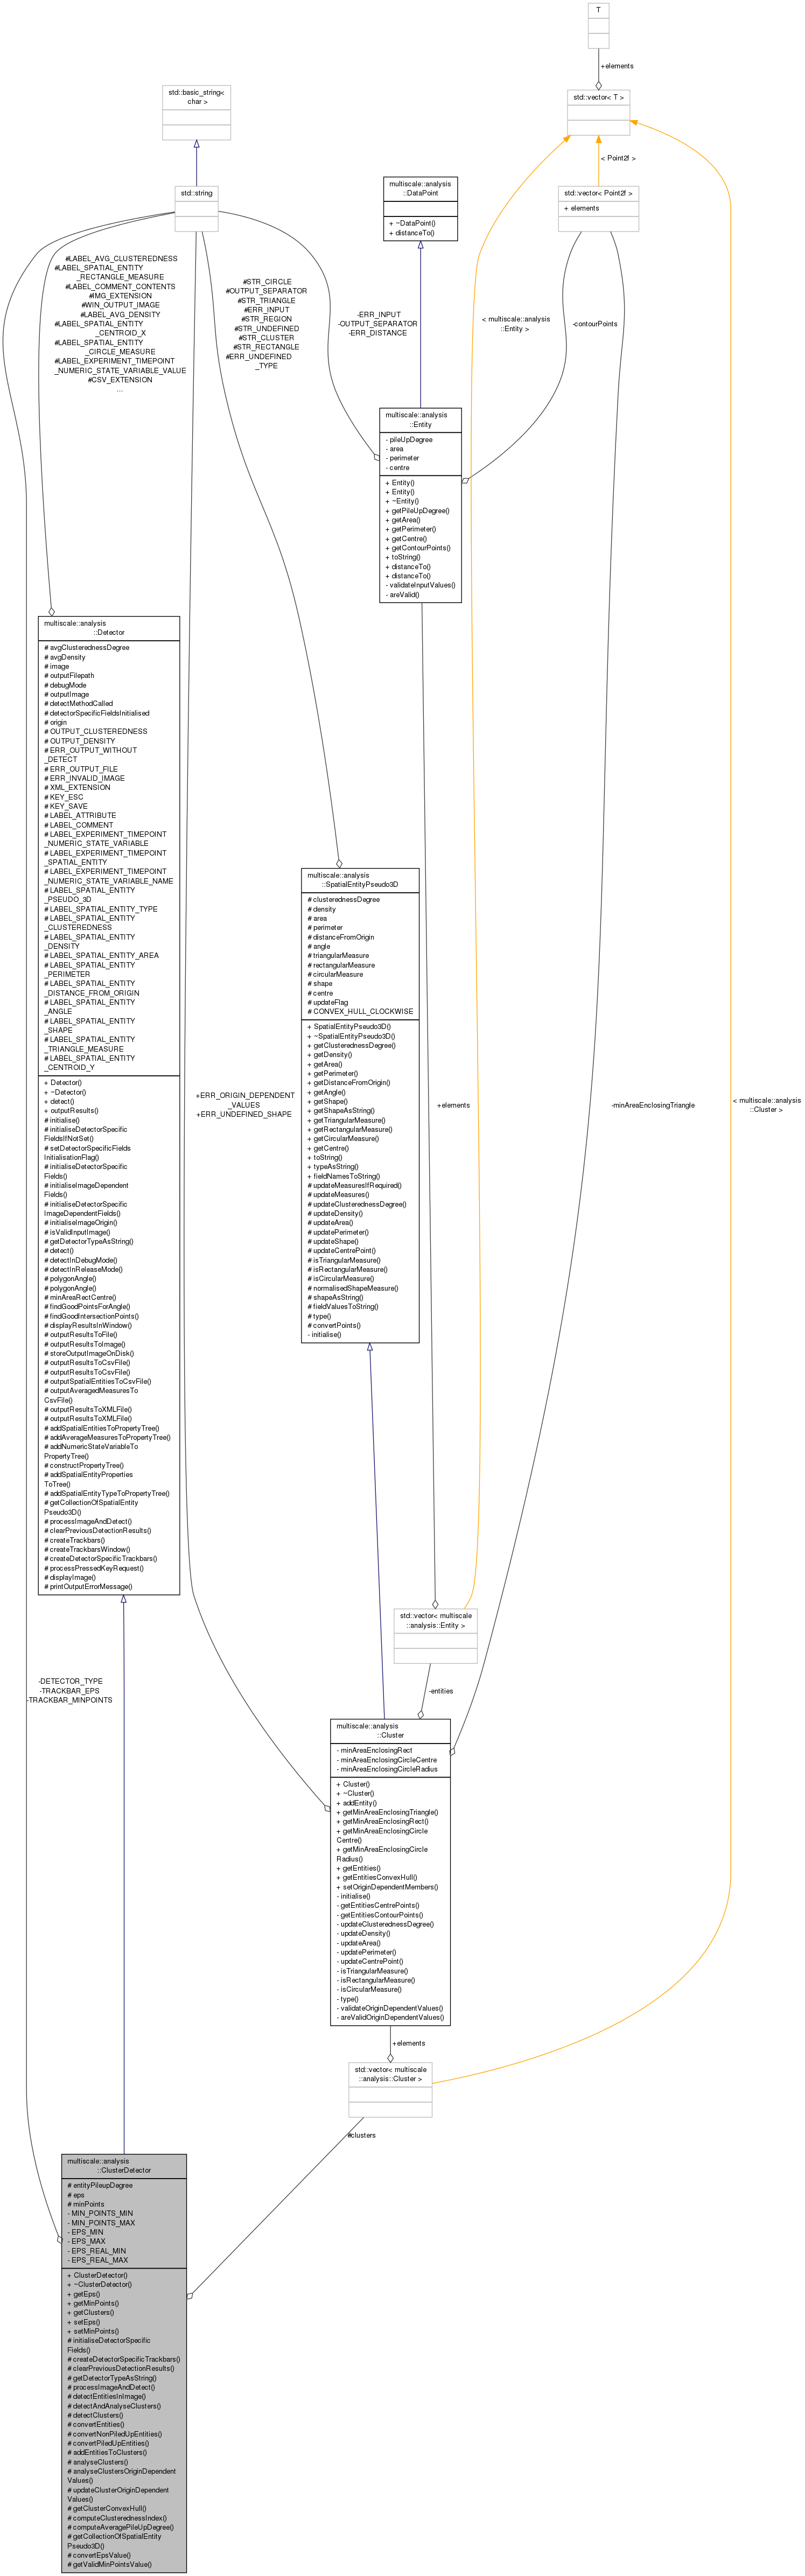 T
+elements
std::basic_string<
char >
std::vector< T >
< Point2f >
std::string
multiscale::analysis
::DataPoint
+ ~DataPoint()
+ distanceTo()
std::vector< Point2f >
+ elements
#LABEL_AVG_CLUSTEREDNESS
#LABEL_SPATIAL_ENTITY
_RECTANGLE_MEASURE
#LABEL_COMMENT_CONTENTS
#IMG_EXTENSION
#WIN_OUTPUT_IMAGE
#LABEL_AVG_DENSITY
#LABEL_SPATIAL_ENTITY
_CENTROID_X
#LABEL_SPATIAL_ENTITY
_CIRCLE_MEASURE
#LABEL_EXPERIMENT_TIMEPOINT
_NUMERIC_STATE_VARIABLE_VALUE
#CSV_EXTENSION
...
#STR_CIRCLE
#OUTPUT_SEPARATOR
#STR_TRIANGLE
#ERR_INPUT
#STR_REGION
#STR_UNDEFINED
#STR_CLUSTER
#STR_RECTANGLE
#ERR_UNDEFINED
_TYPE
-ERR_INPUT
-OUTPUT_SEPARATOR
-ERR_DISTANCE
< multiscale::analysis
::Entity >
-contourPoints
multiscale::analysis
::Entity
- pileUpDegree
- area
- perimeter
- centre
+ Entity()
+ Entity()
+ ~Entity()
+ getPileUpDegree()
+ getArea()
+ getPerimeter()
+ getCentre()
+ getContourPoints()
+ toString()
+ distanceTo()
+ distanceTo()
- validateInputValues()
- areValid()
multiscale::analysis
::Detector
# avgClusterednessDegree
# avgDensity
# image
# outputFilepath
# debugMode
# outputImage
# detectMethodCalled
# detectorSpecificFieldsInitialised
# origin
# OUTPUT_CLUSTEREDNESS
# OUTPUT_DENSITY
# ERR_OUTPUT_WITHOUT
_DETECT
# ERR_OUTPUT_FILE
# ERR_INVALID_IMAGE
# XML_EXTENSION
# KEY_ESC
# KEY_SAVE
# LABEL_ATTRIBUTE
# LABEL_COMMENT
# LABEL_EXPERIMENT_TIMEPOINT
_NUMERIC_STATE_VARIABLE
# LABEL_EXPERIMENT_TIMEPOINT
_SPATIAL_ENTITY
# LABEL_EXPERIMENT_TIMEPOINT
_NUMERIC_STATE_VARIABLE_NAME
# LABEL_SPATIAL_ENTITY
_PSEUDO_3D
# LABEL_SPATIAL_ENTITY_TYPE
# LABEL_SPATIAL_ENTITY
_CLUSTEREDNESS
# LABEL_SPATIAL_ENTITY
_DENSITY
# LABEL_SPATIAL_ENTITY_AREA
# LABEL_SPATIAL_ENTITY
_PERIMETER
# LABEL_SPATIAL_ENTITY
_DISTANCE_FROM_ORIGIN
# LABEL_SPATIAL_ENTITY
_ANGLE
# LABEL_SPATIAL_ENTITY
_SHAPE
# LABEL_SPATIAL_ENTITY
_TRIANGLE_MEASURE
# LABEL_SPATIAL_ENTITY
_CENTROID_Y
+ Detector()
+ ~Detector()
+ detect()
+ outputResults()
# initialise()
# initialiseDetectorSpecific
FieldsIfNotSet()
# setDetectorSpecificFields
InitialisationFlag()
# initialiseDetectorSpecific
Fields()
# initialiseImageDependent
Fields()
# initialiseDetectorSpecific
ImageDependentFields()
# initialiseImageOrigin()
# isValidInputImage()
# getDetectorTypeAsString()
# detect()
# detectInDebugMode()
# detectInReleaseMode()
# polygonAngle()
# polygonAngle()
# minAreaRectCentre()
# findGoodPointsForAngle()
# findGoodIntersectionPoints()
# displayResultsInWindow()
# outputResultsToFile()
# outputResultsToImage()
# storeOutputImageOnDisk()
# outputResultsToCsvFile()
# outputResultsToCsvFile()
# outputSpatialEntitiesToCsvFile()
# outputAveragedMeasuresTo
CsvFile()
# outputResultsToXMLFile()
# outputResultsToXMLFile()
# addSpatialEntitiesToPropertyTree()
# addAverageMeasuresToPropertyTree()
# addNumericStateVariableTo
PropertyTree()
# constructPropertyTree()
# addSpatialEntityProperties
ToTree()
# addSpatialEntityTypeToPropertyTree()
# getCollectionOfSpatialEntity
Pseudo3D()
# processImageAndDetect()
# clearPreviousDetectionResults()
# createTrackbars()
# createTrackbarsWindow()
# createDetectorSpecificTrackbars()
# processPressedKeyRequest()
# displayImage()
# printOutputErrorMessage()
multiscale::analysis
::SpatialEntityPseudo3D
# clusterednessDegree
# density
# area
# perimeter
# distanceFromOrigin
# angle
# triangularMeasure
# rectangularMeasure
# circularMeasure
# shape
# centre
# updateFlag
# CONVEX_HULL_CLOCKWISE
+ SpatialEntityPseudo3D()
+ ~SpatialEntityPseudo3D()
+ getClusterednessDegree()
+ getDensity()
+ getArea()
+ getPerimeter()
+ getDistanceFromOrigin()
+ getAngle()
+ getShape()
+ getShapeAsString()
+ getTriangularMeasure()
+ getRectangularMeasure()
+ getCircularMeasure()
+ getCentre()
+ toString()
+ typeAsString()
+ fieldNamesToString()
# updateMeasuresIfRequired()
# updateMeasures()
# updateClusterednessDegree()
# updateDensity()
# updateArea()
# updatePerimeter()
# updateShape()
# updateCentrePoint()
# isTriangularMeasure()
# isRectangularMeasure()
# isCircularMeasure()
# normalisedShapeMeasure()
# shapeAsString()
# fieldValuesToString()
# type()
# convertPoints()
- initialise()
+ERR_ORIGIN_DEPENDENT
_VALUES
+ERR_UNDEFINED_SHAPE
+elements
-minAreaEnclosingTriangle
< multiscale::analysis
::Cluster >
std::vector< multiscale
::analysis::Entity >
-entities
-DETECTOR_TYPE
-TRACKBAR_EPS
-TRACKBAR_MINPOINTS
multiscale::analysis
::Cluster
- minAreaEnclosingRect
- minAreaEnclosingCircleCentre
- minAreaEnclosingCircleRadius
+ Cluster()
+ ~Cluster()
+ addEntity()
+ getMinAreaEnclosingTriangle()
+ getMinAreaEnclosingRect()
+ getMinAreaEnclosingCircle
Centre()
+ getMinAreaEnclosingCircle
Radius()
+ getEntities()
+ getEntitiesConvexHull()
+ setOriginDependentMembers()
- initialise()
- getEntitiesCentrePoints()
- getEntitiesContourPoints()
- updateClusterednessDegree()
- updateDensity()
- updateArea()
- updatePerimeter()
- updateCentrePoint()
- isTriangularMeasure()
- isRectangularMeasure()
- isCircularMeasure()
- type()
- validateOriginDependentValues()
- areValidOriginDependentValues()
+elements
std::vector< multiscale
::analysis::Cluster >
#clusters
multiscale::analysis
::ClusterDetector
# entityPileupDegree
# eps
# minPoints
- MIN_POINTS_MIN
- MIN_POINTS_MAX
- EPS_MIN
- EPS_MAX
- EPS_REAL_MIN
- EPS_REAL_MAX
+ ClusterDetector()
+ ~ClusterDetector()
+ getEps()
+ getMinPoints()
+ getClusters()
+ setEps()
+ setMinPoints()
# initialiseDetectorSpecific
Fields()
# createDetectorSpecificTrackbars()
# clearPreviousDetectionResults()
# getDetectorTypeAsString()
# processImageAndDetect()
# detectEntitiesInImage()
# detectAndAnalyseClusters()
# detectClusters()
# convertEntities()
# convertNonPiledUpEntities()
# convertPiledUpEntities()
# addEntitiesToClusters()
# analyseClusters()
# analyseClustersOriginDependent
Values()
# updateClusterOriginDependent
Values()
# getClusterConvexHull()
# computeClusterednessIndex()
# computeAveragePileUpDegree()
# getCollectionOfSpatialEntity
Pseudo3D()
# convertEpsValue()
# getValidMinPointsValue()